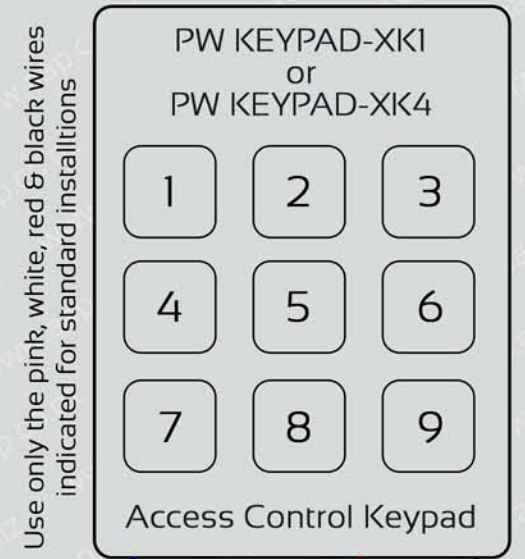 Use only the pink, white, red & black wires
indicated for standard installtions
PW KEYPAD-XK1
or
PW KEYPAD-XK4
1 2 3
4 5 6
7 8 9
Access Control Keypad